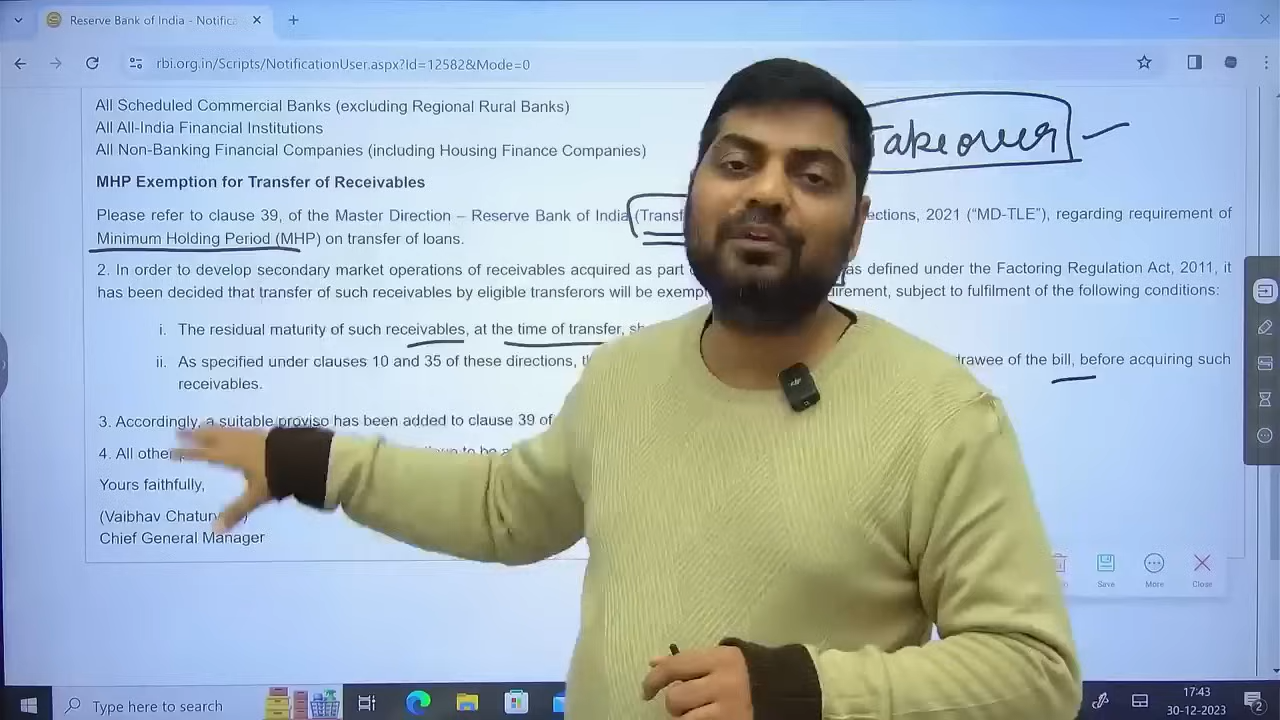 Reserve Bank of India - Notifica
rbi.org.in/Scripts/NotificationUser.aspx?Id=12582&Mode=0
All Scheduled Commercial Banks (excluding Regional Rural Banks)
All All-India Financial Institutions
All Non-Banking Financial Companies (including Housing Finance Companies)
Takeover
MHP Exemption for Transfer of Receivables
Please refer to clause 39, of the Master Direction – Reserve Bank of India (Transf ections, 2021 (“MD-TLE”), regarding requirement of
Minimum Holding Period (MHP) on transfer of loans.
2. In order to develop secondary market operations of receivables acquired as part as defined under the Factoring Regulation Act, 2011, it
has been decided that transfer of such receivables by eligible transferors will be exemp irement, subject to fulfilment of the following conditions:
i. The residual maturity of such receivables, at the time of transfer, sh
ii. As specified under clauses 10 and 35 of these directions, drawee of the bill, before acquiring such
receivables.
3. Accordingly, a suitable proviso has been added to clause 39 of
4. All other to be
Yours faithfully,
(Vaibhav Chatur
Chief General Manager
Save More Close
Type here to search
17:43
30-12-2023
2